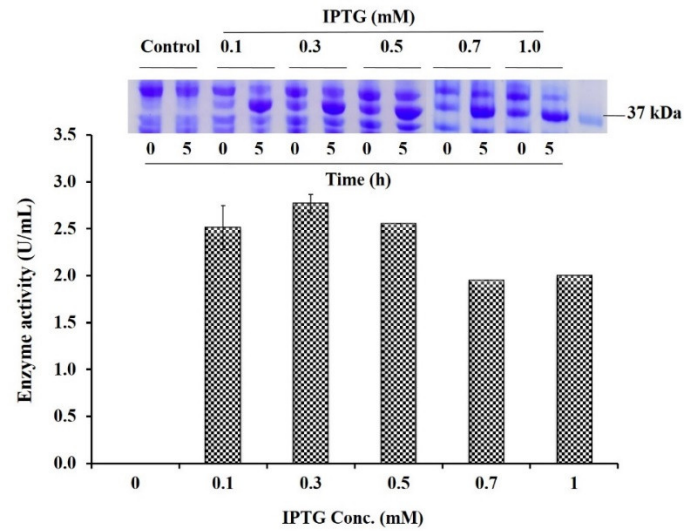 IPTG (mM)
Control 0.1 0.3 0.5 0.7 1.0
37 kDa
0 5 0 5 0 5 0 5 0 5 0 5
Time (h)
Enzyme activity (U/mL)
3.5
3.0
2.5
2.0
1.5
1.0
0.5
0.0
0 0.1 0.3 0.5 0.7 1
IPTG Conc. (mM)